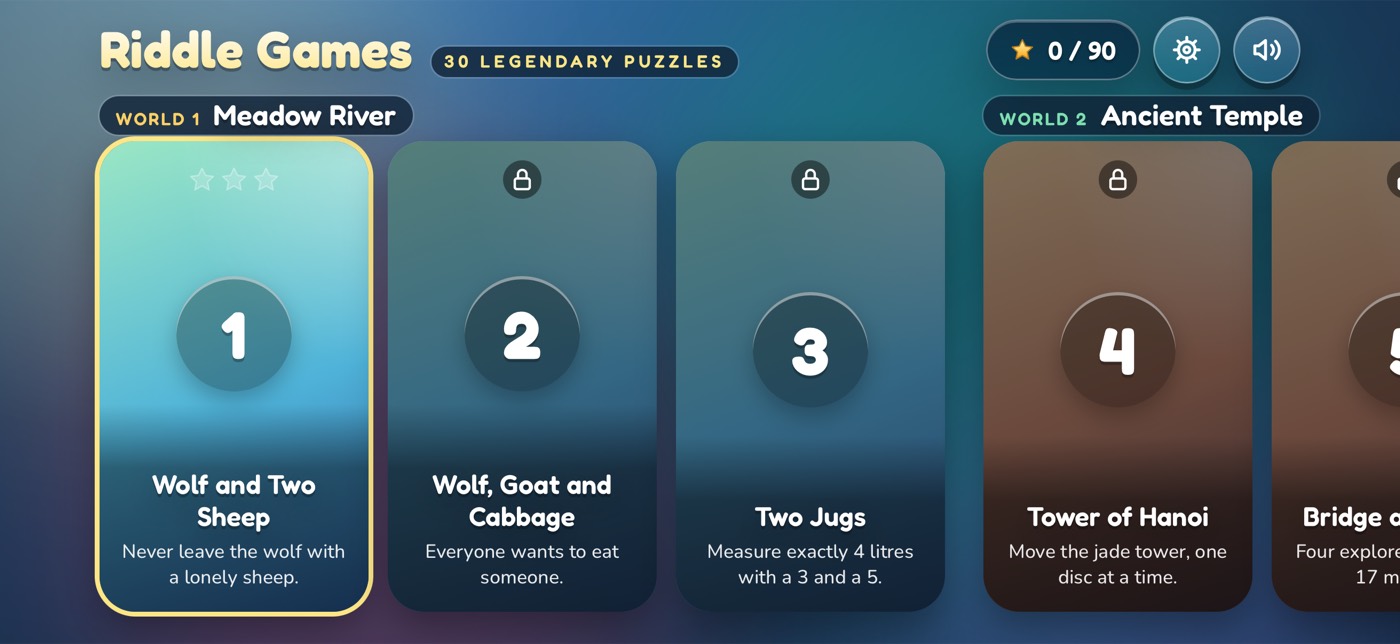 Riddle Games
30 LEGENDARY PUZZLES
0 / 90
WORLD 1 Meadow River
WORLD 2 Ancient Temple
1
Wolf and Two
Sheep
Never leave the wolf with
a lonely sheep.
2
Wolf, Goat and
Cabbage
Everyone wants to eat
someone.
3
Two Jugs
Measure exactly 4 litres
with a 3 and a 5.
4
Tower of Hanoi
Move the jade tower, one
disc at a time.
Bridge
Four
17